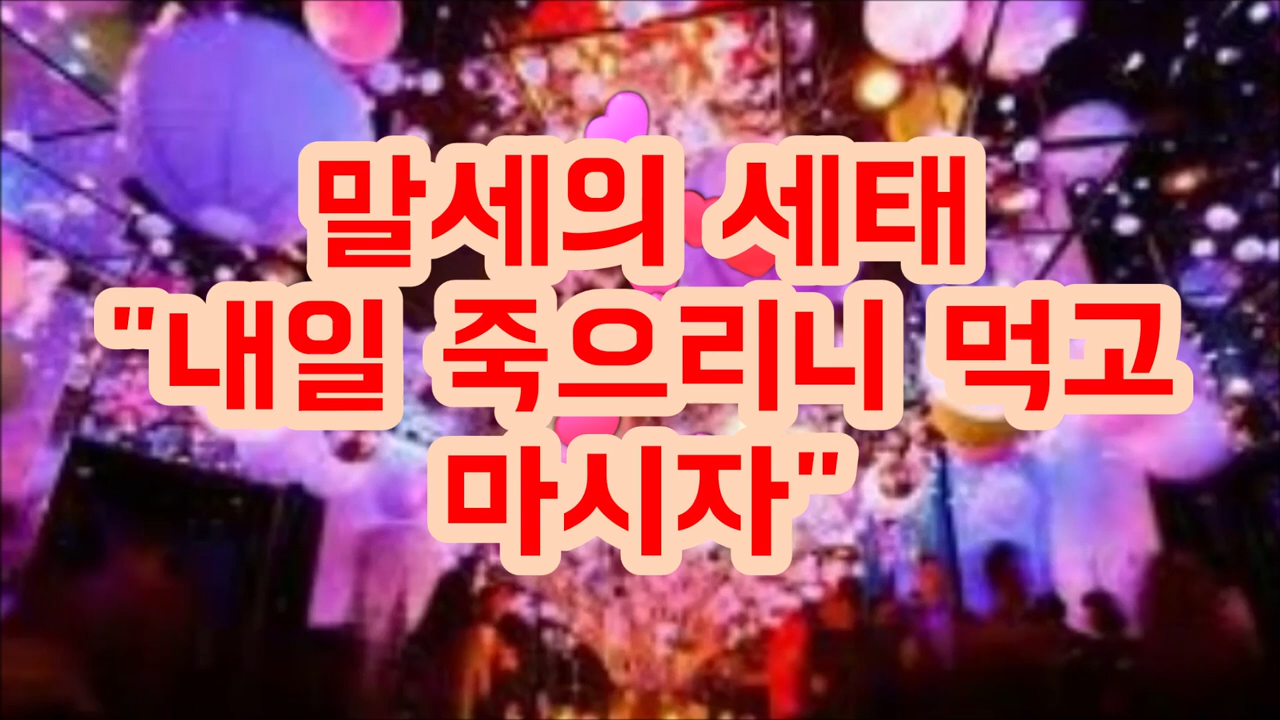 말세의 세태
"내일 죽으리니 먹고
마시자"